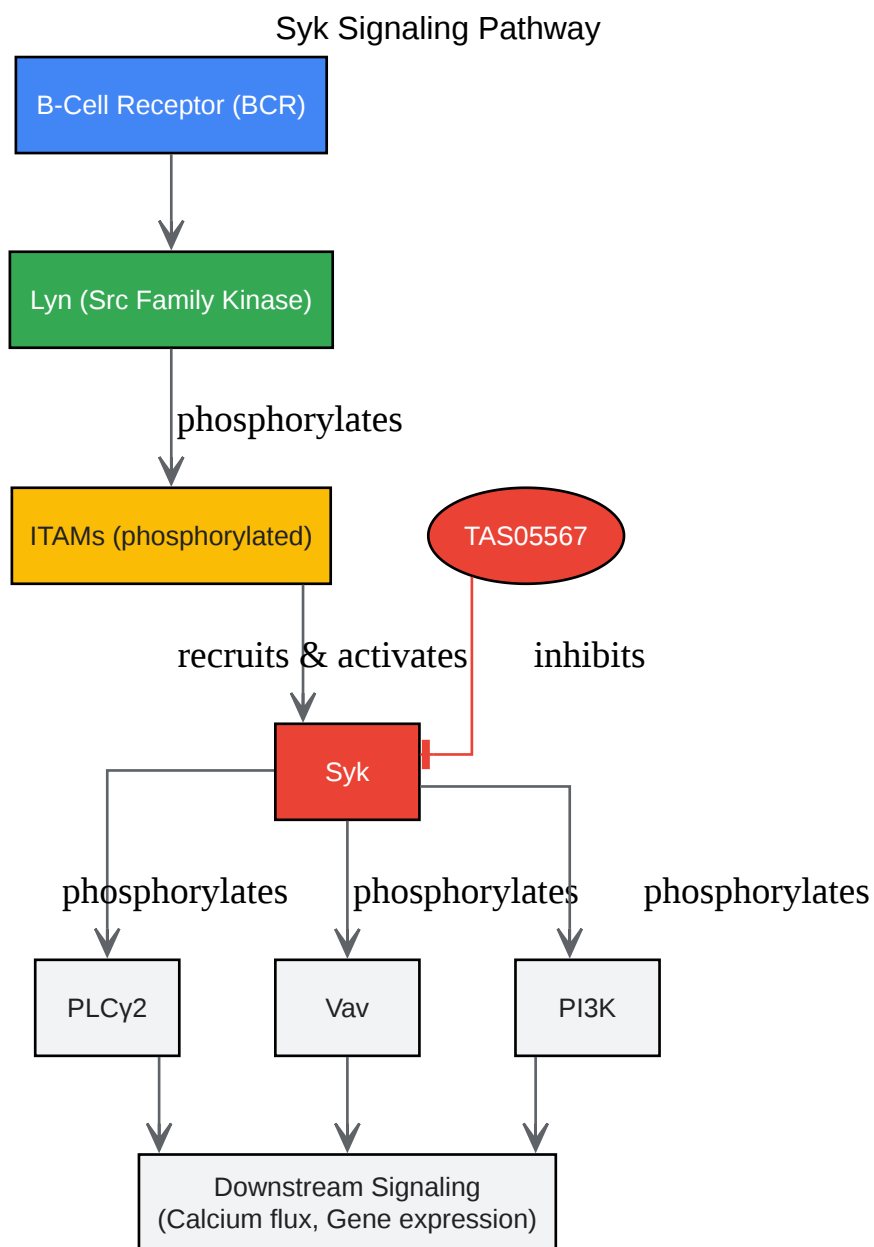 Syk Signaling Pathway
B-Cell Receptor (BCR)
Lyn (Src Family Kinase)
phosphorylates
ITAMs (phosphorylated)
TAS05567
recruits & activates
inhibits
Syk
phosphorylates
phosphorylates
phosphorylates
PLCγ2
Vav
PI3K
Downstream Signaling
(Calcium flux, Gene expression)